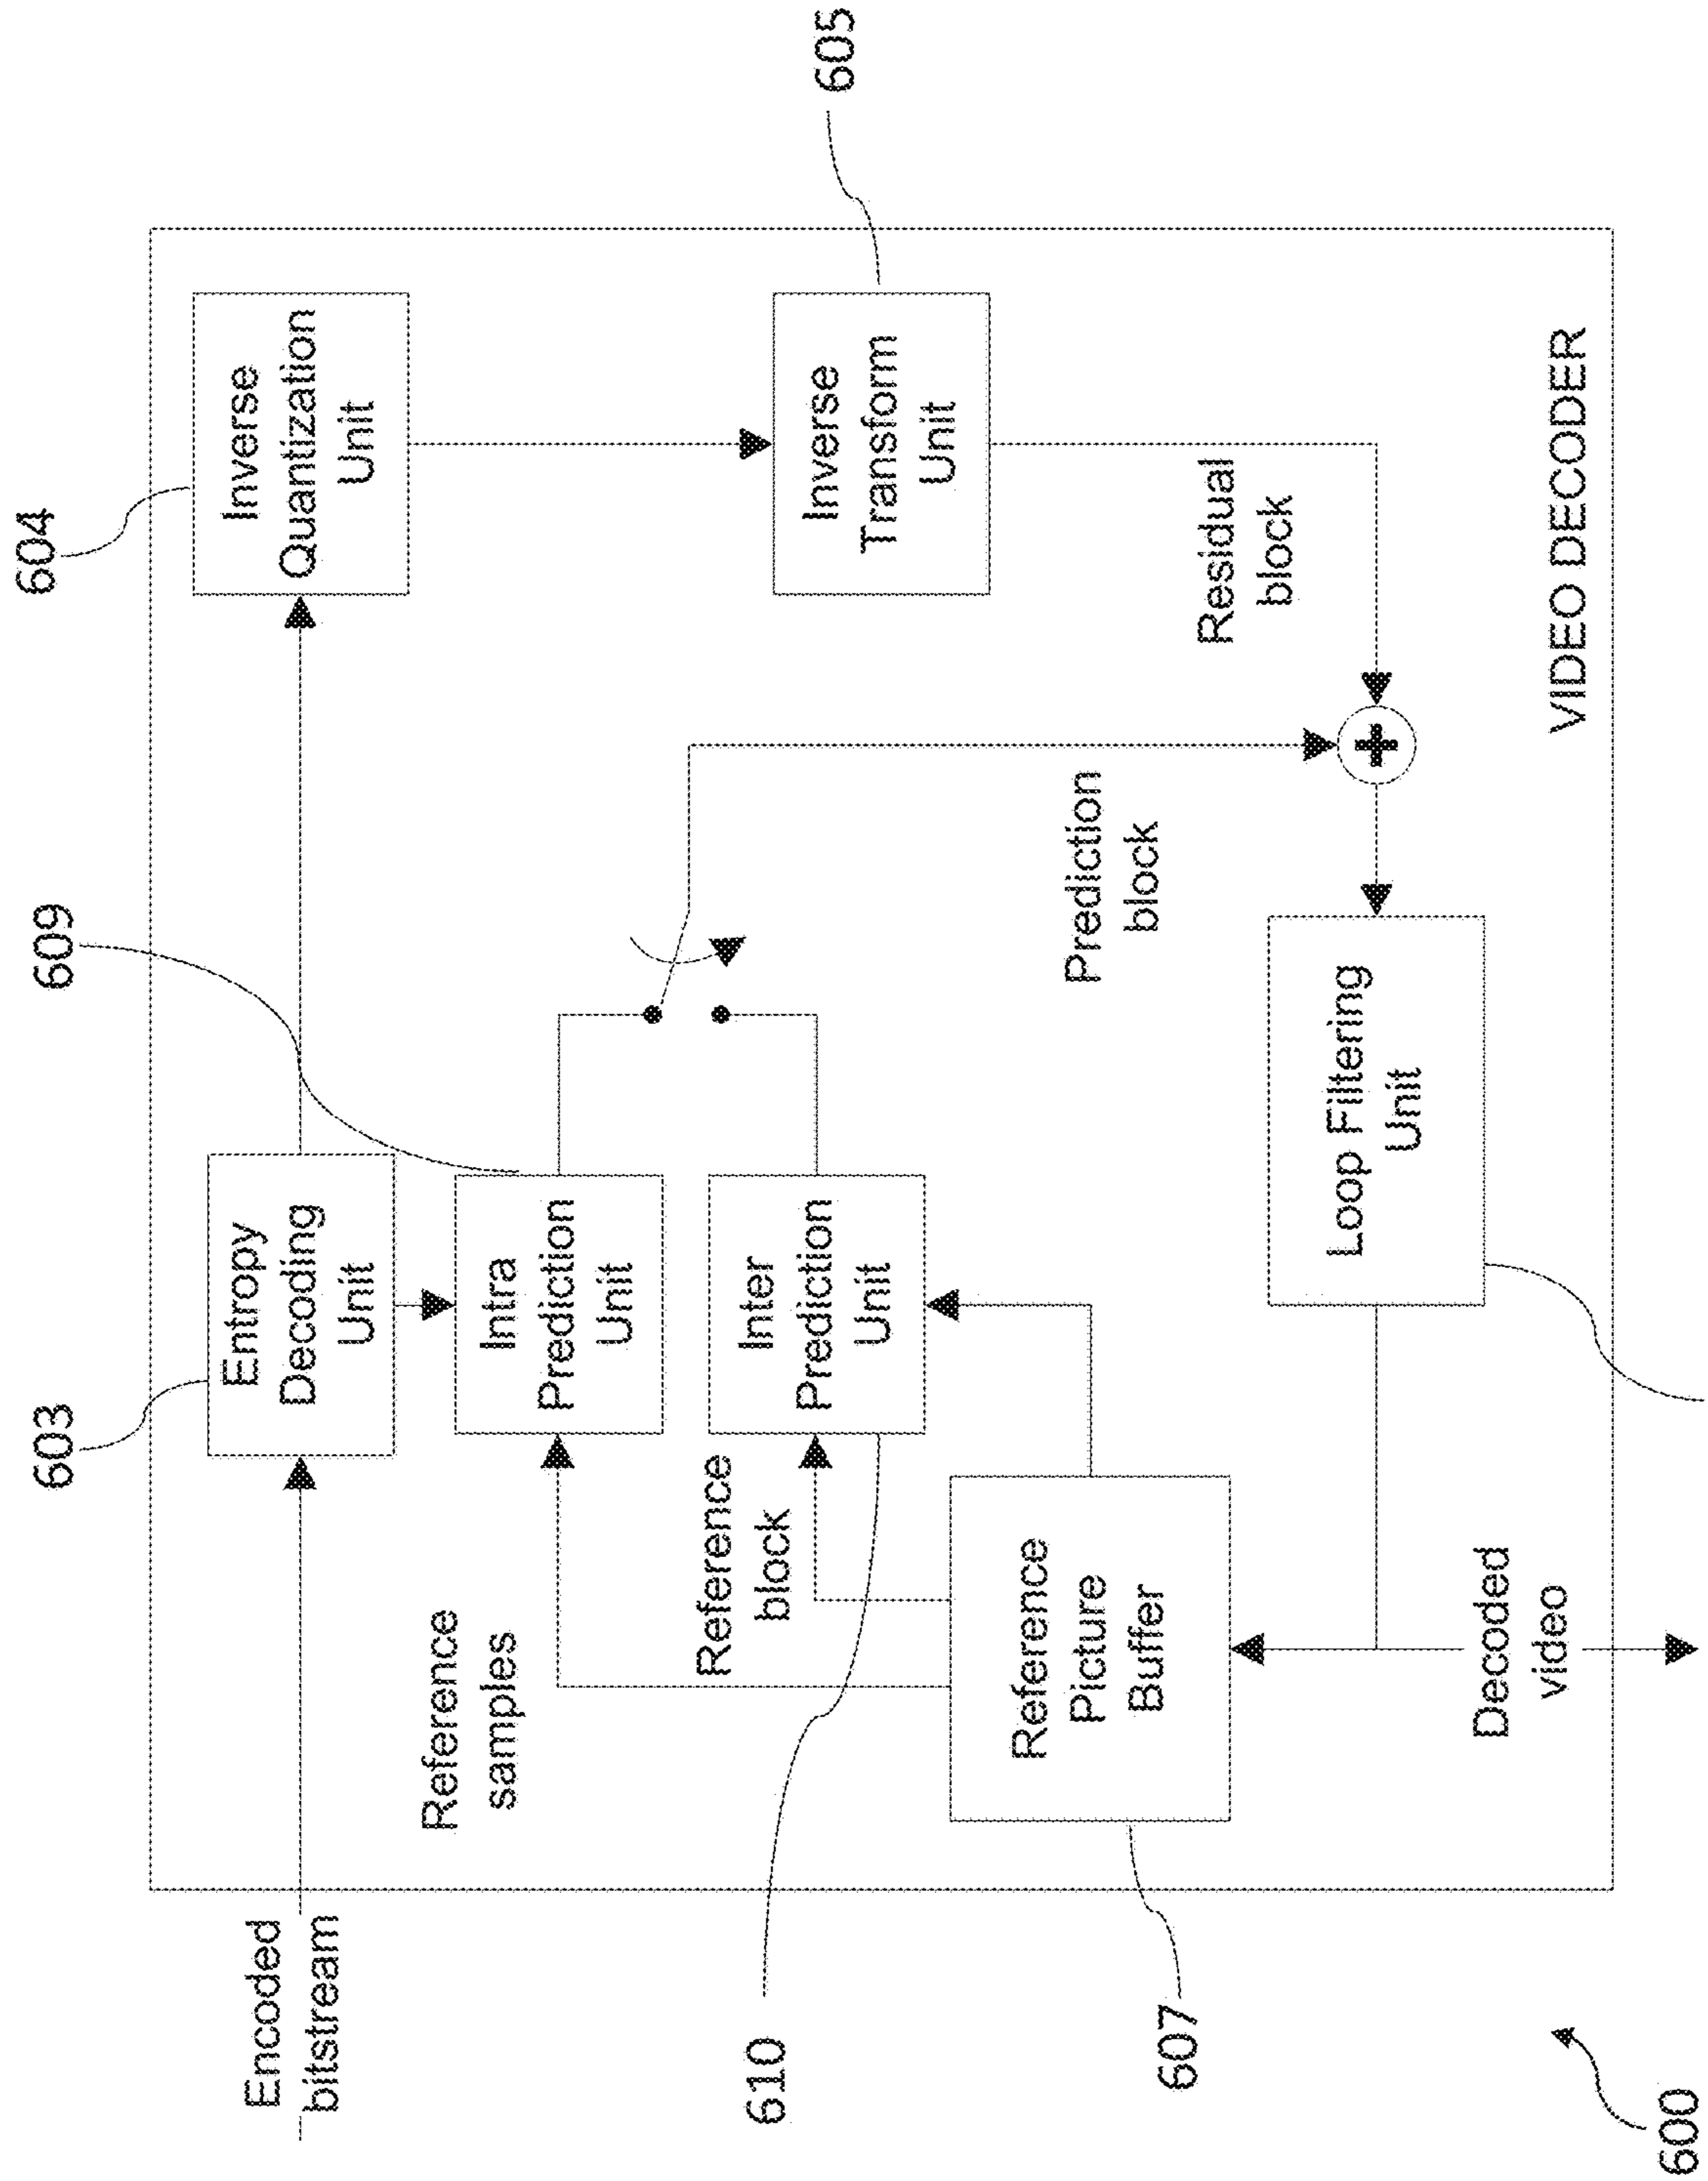 603
609
604
Encoded
bitstream
Entropy
Decoding
Unit
Inverse
Quantization
Unit
Reference
samples
Intra
Prediction
Unit
Reference
block
Inter
Prediction
Unit
Inverse
Transform
Unit
605
610
Reference
Picture
Buffer
Prediction
block
Residual
block
607
Loop Filtering
Unit
Decoded
video
VIDEO DECODER
600